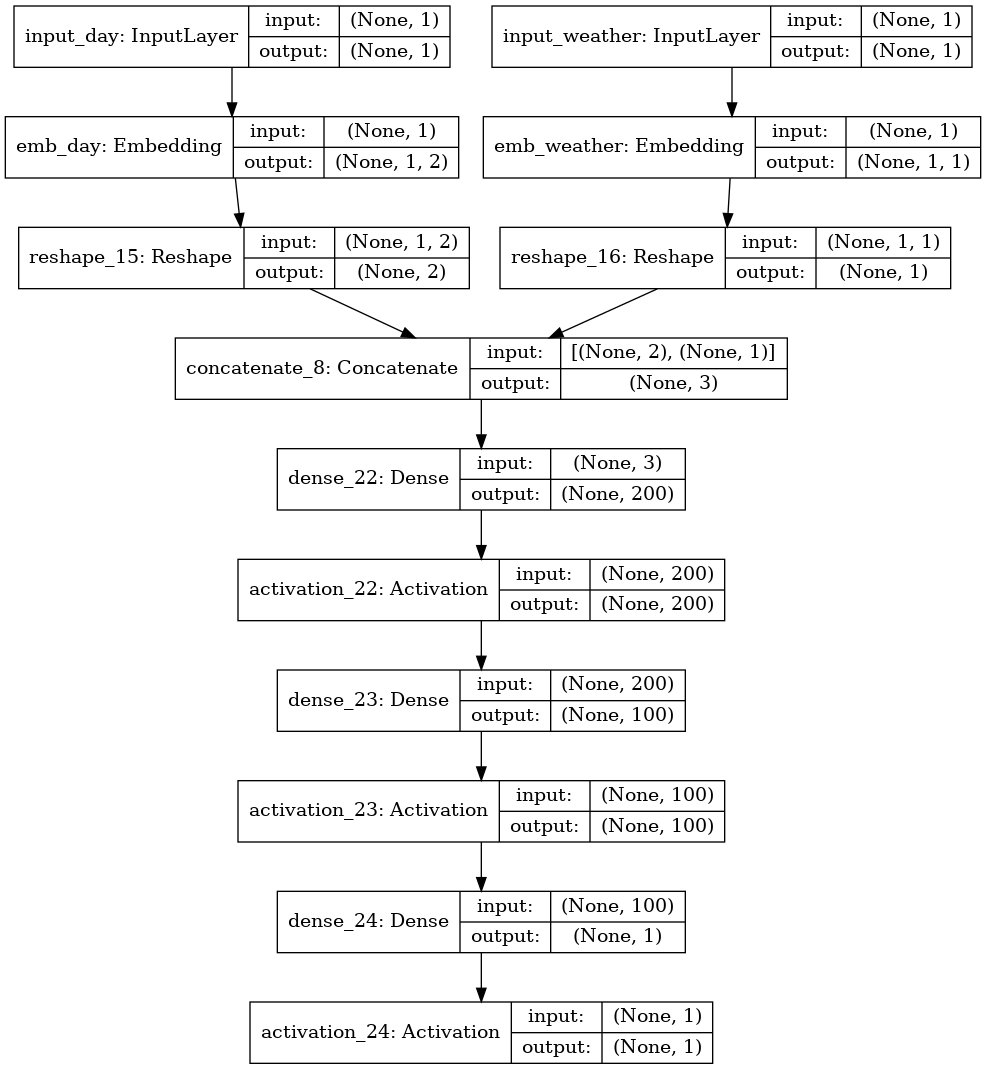 input_day: InputLayer
input:
(None, 1)
output:
(None, 1)
input_weather: InputLayer
input:
(None, 1)
output:
(None, 1)
emb_day: Embedding
input:
(None, 1)
output:
(None, 1, 2)
emb_weather: Embedding
input:
(None, 1)
output:
(None, 1, 1)
reshape_15: Reshape
input:
(None, 1, 2)
output:
(None, 2)
reshape_16: Reshape
input:
(None, 1, 1)
output:
(None, 1)
concatenate_8: Concatenate
input:
[(None, 2), (None, 1)]
output:
(None, 3)
dense_22: Dense
input:
(None, 3)
output:
(None, 200)
activation_22: Activation
input:
(None, 200)
output:
(None, 200)
dense_23: Dense
input:
(None, 200)
output:
(None, 100)
activation_23: Activation
input:
(None, 100)
output:
(None, 100)
dense_24: Dense
input:
(None, 100)
output:
(None, 1)
activation_24: Activation
input:
(None, 1)
output:
(None, 1)